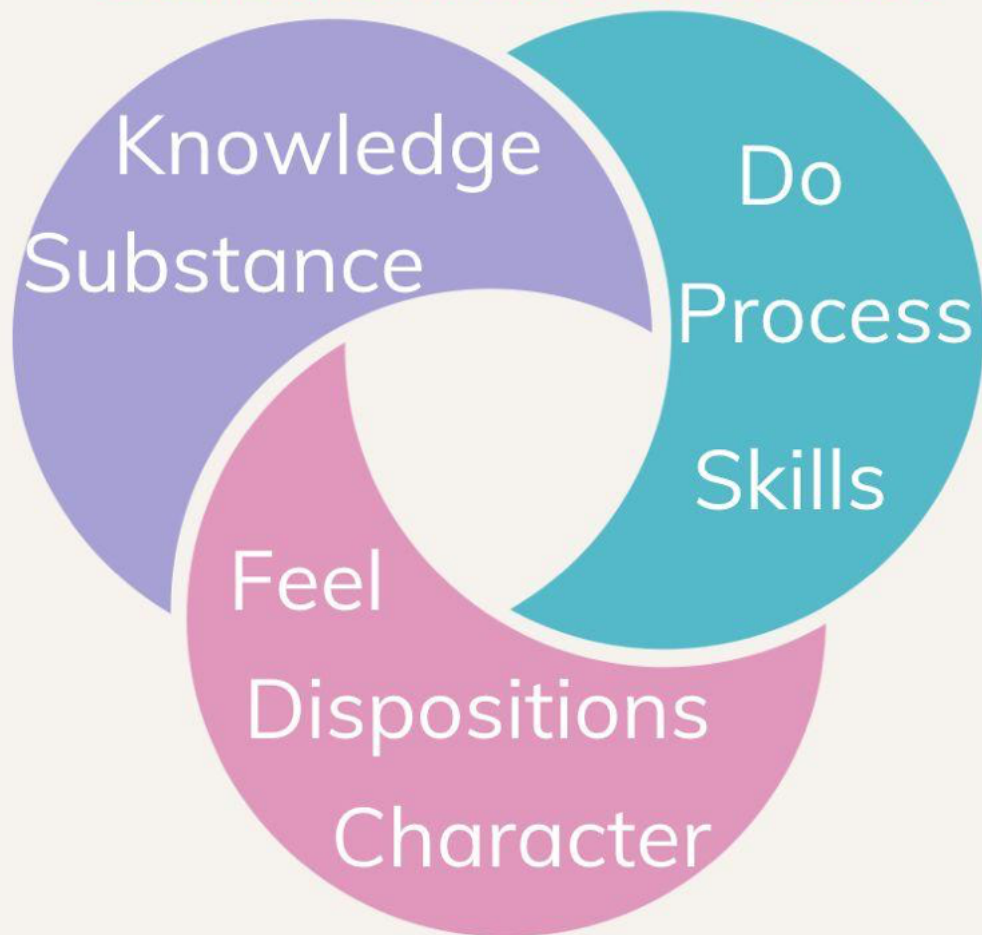 Knowledge
Substance
Do
Process
Skills
Feel
Dispositions
Character